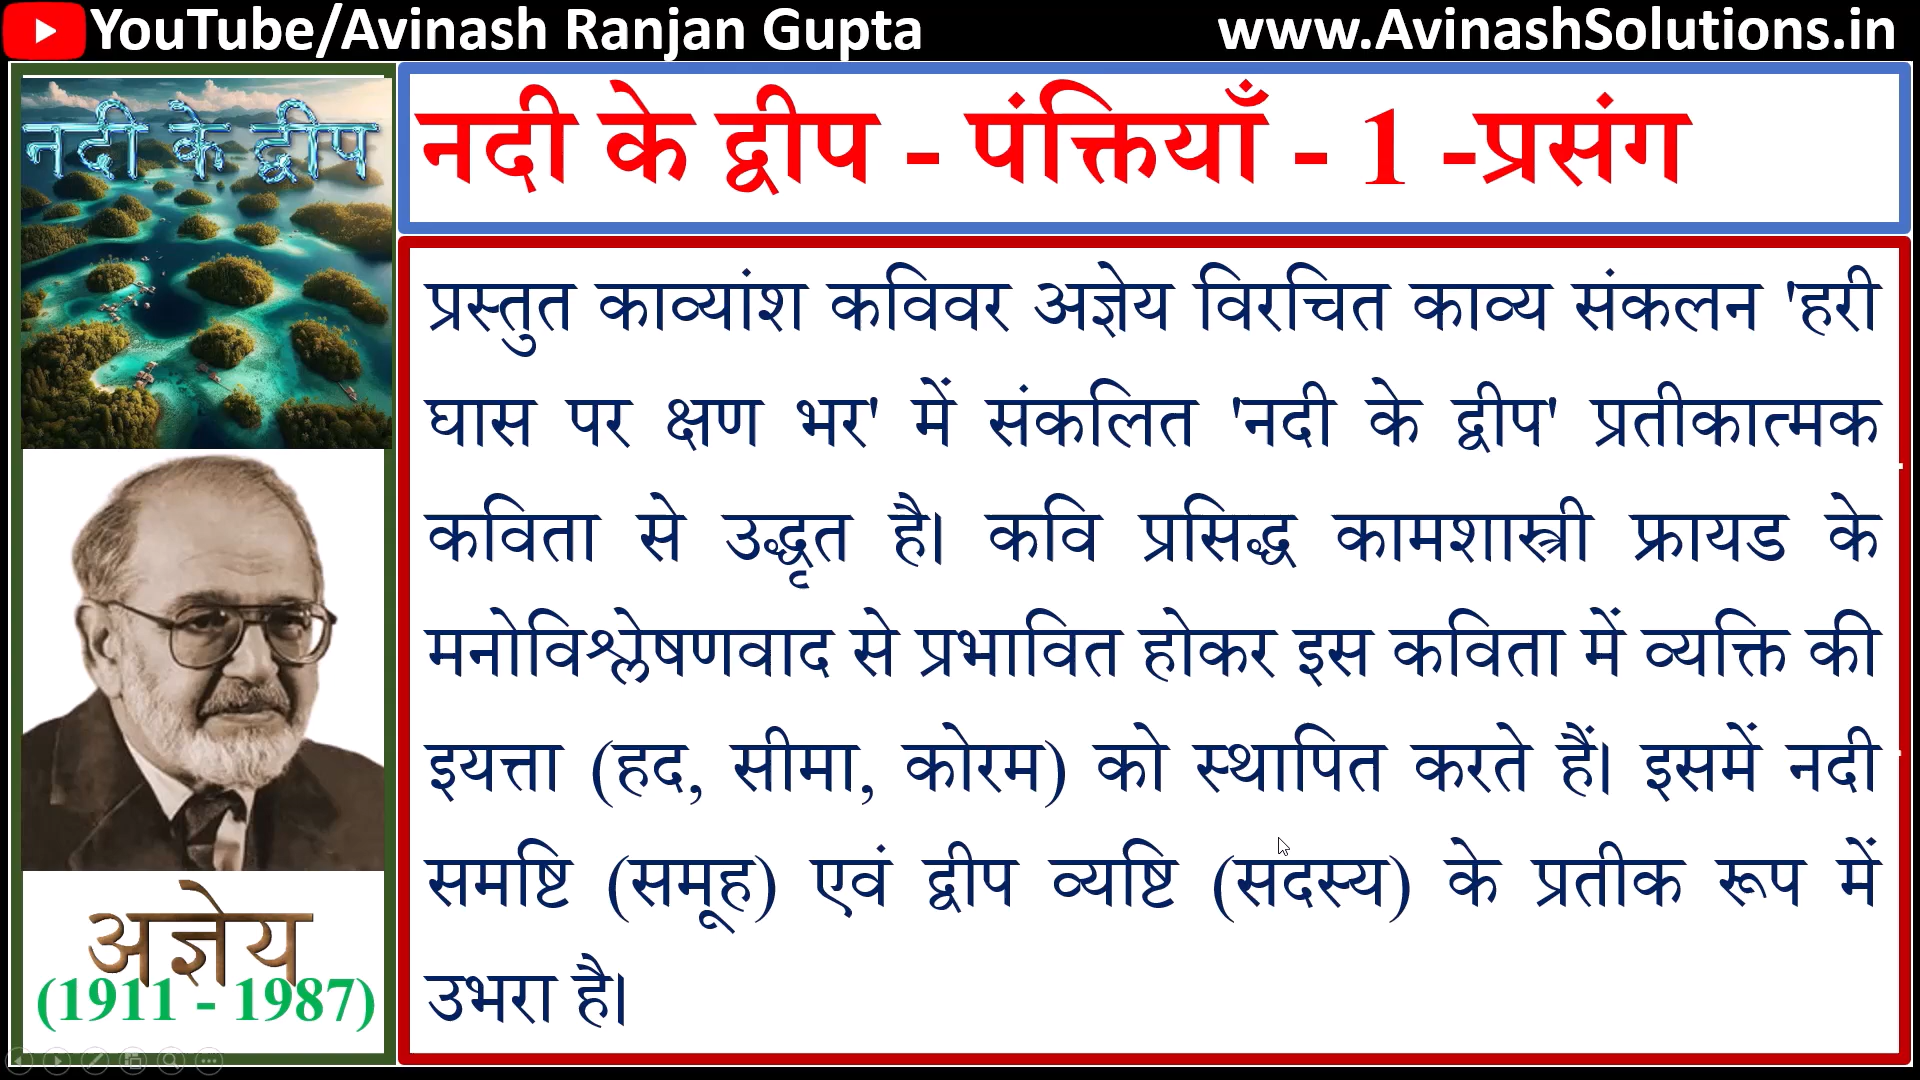 YouTube/Avinash Ranjan Gupta
www.AvinashSolutions.in
नदी के द्वीप
नदी के द्वीप - पंक्तियाँ - 1 -प्रसंग
प्रस्तुत काव्यांश कविवर अज्ञेय विरचित काव्य संकलन 'हरी
घास पर क्षण भर' में संकलित 'नदी के द्वीप' प्रतीकात्मक
कविता से उद्धृत है। कवि प्रसिद्ध कामशास्त्री फ्रायड के
मनोविश्लेषणवाद से प्रभावित होकर इस कविता में व्यक्ति की
इयत्ता (हद, सीमा, कोरम) को स्थापित करते हैं। इसमें नदी
समष्टि (समूह) एवं द्वीप व्यष्टि (सदस्य) के प्रतीक रूप में
उभरा है।
अज्ञेय
(1911 - 1987)